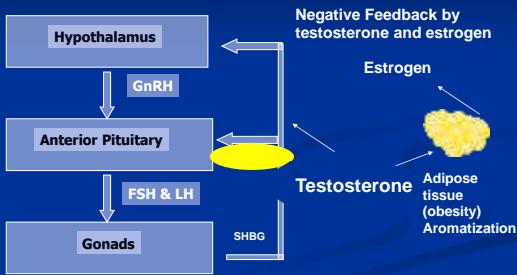 Negative Feedback by
testosterone and estrogen
Hypothalamus
Estrogen
GnRH
Anterior Pituitary
Testosterone
Adipose
tissue
(obesity)
Aromatization
FSH & LH
Gonads
SHBG